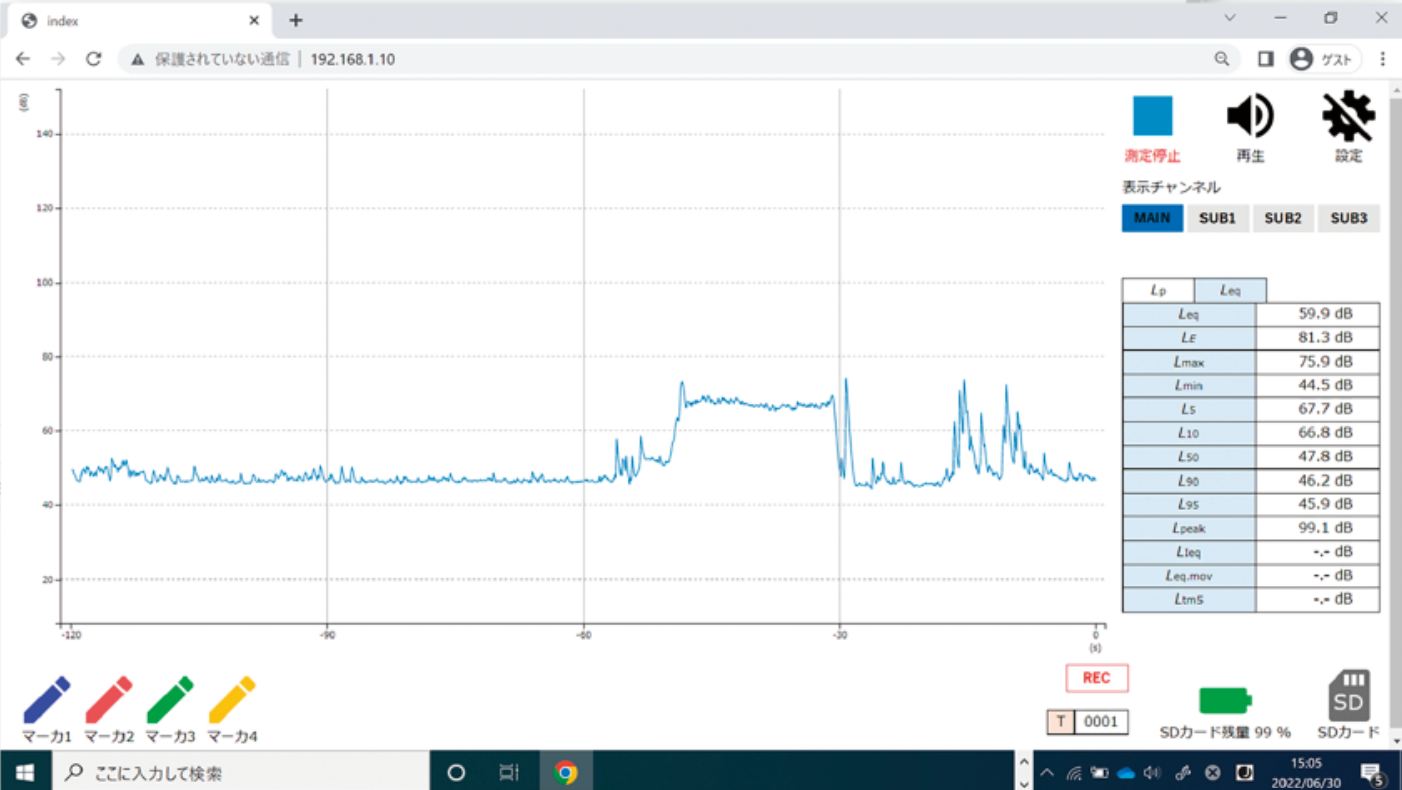 index
保護されていない通信 | 192.168.1.10
ゲスト
(dB)
140
120
100
80
60
40
20
-120
-90
-60
-30
0
(s)
測定停止
再生
設定
表示チャンネル
MAIN
SUB1
SUB2
SUB3
Lp
Leq
Leq 59.9 dB
LE 81.3 dB
Lmax 75.9 dB
Lmin 44.5 dB
L5 67.7 dB
L10 66.8 dB
L50 47.8 dB
L90 46.2 dB
L95 45.9 dB
Lpeak 99.1 dB
LIeq -.- dB
Leq.mov -.- dB
Ltm5 -.- dB
マーカ1
マーカ2
マーカ3
マーカ4
REC
T 0001
SDカード残量 99 %
SD
SDカード
ここに入力して検索
15:05
2022/06/30
5